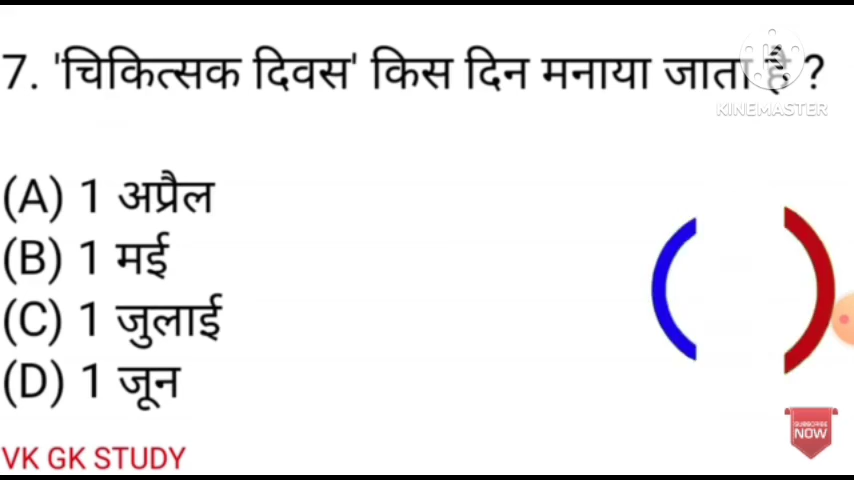 7. 'चिकित्सक दिवस' किस दिन मनाया जाता है ?
KINEMASTER
(A) 1 अप्रैल
(B) 1 मई
(C) 1 जुलाई
(D) 1 जून
SUBSCRIBE
NOW
VK GK STUDY